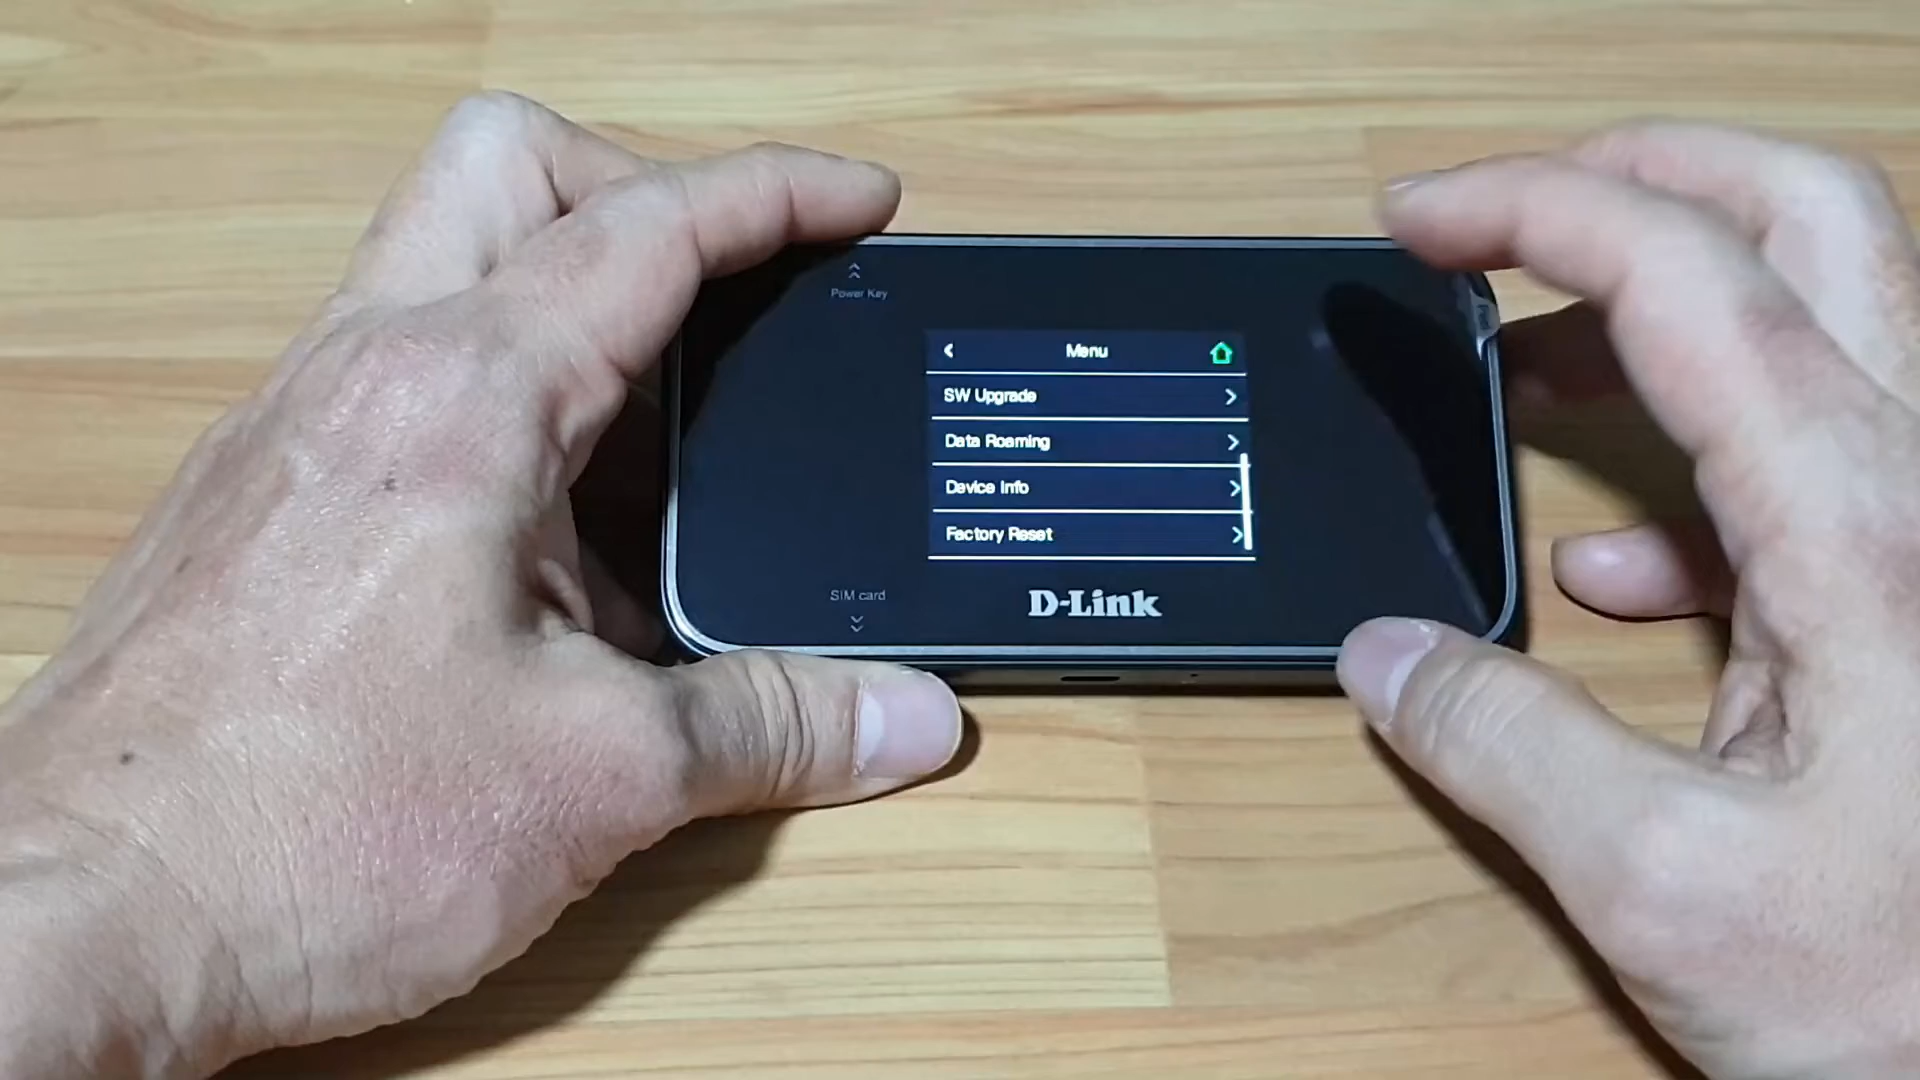 Power Key
Menu
SW Upgrade
Data Roaming
Device Info
Factory Reset
SIM card
D-Link